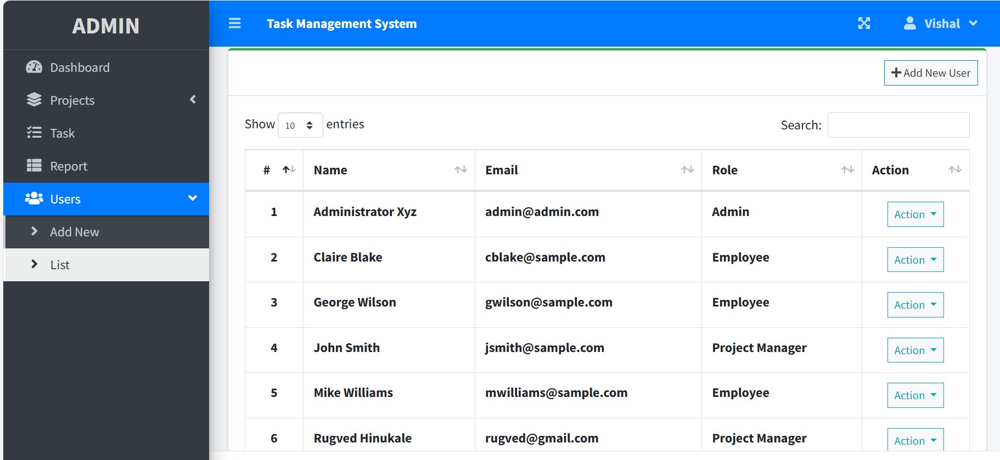 ADMIN
Task Management System
Vishal
Dashboard
Projects
Task
Report
Users
Add New
List
Add New User
Show 10 entries
Search:
# Name Email Role Action
1 Administrator Xyz admin@admin.com Admin Action
2 Claire Blake cblake@sample.com Employee Action
3 George Wilson gwilson@sample.com Employee Action
4 John Smith jsmith@sample.com Project Manager Action
5 Mike Williams mwilliams@sample.com Employee Action
6 Rugved Hinukale rugved@gmail.com Project Manager Action